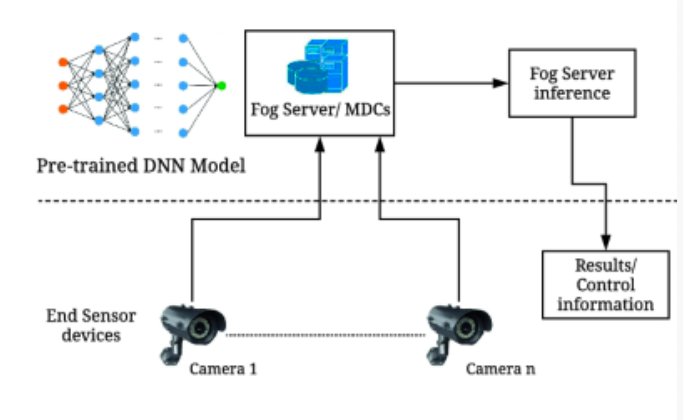 Fog Server/ MDCs
Fog Server
inference
Pre-trained DNN Model
Results/
Control
information
End Sensor
devices
Camera 1
Camera n